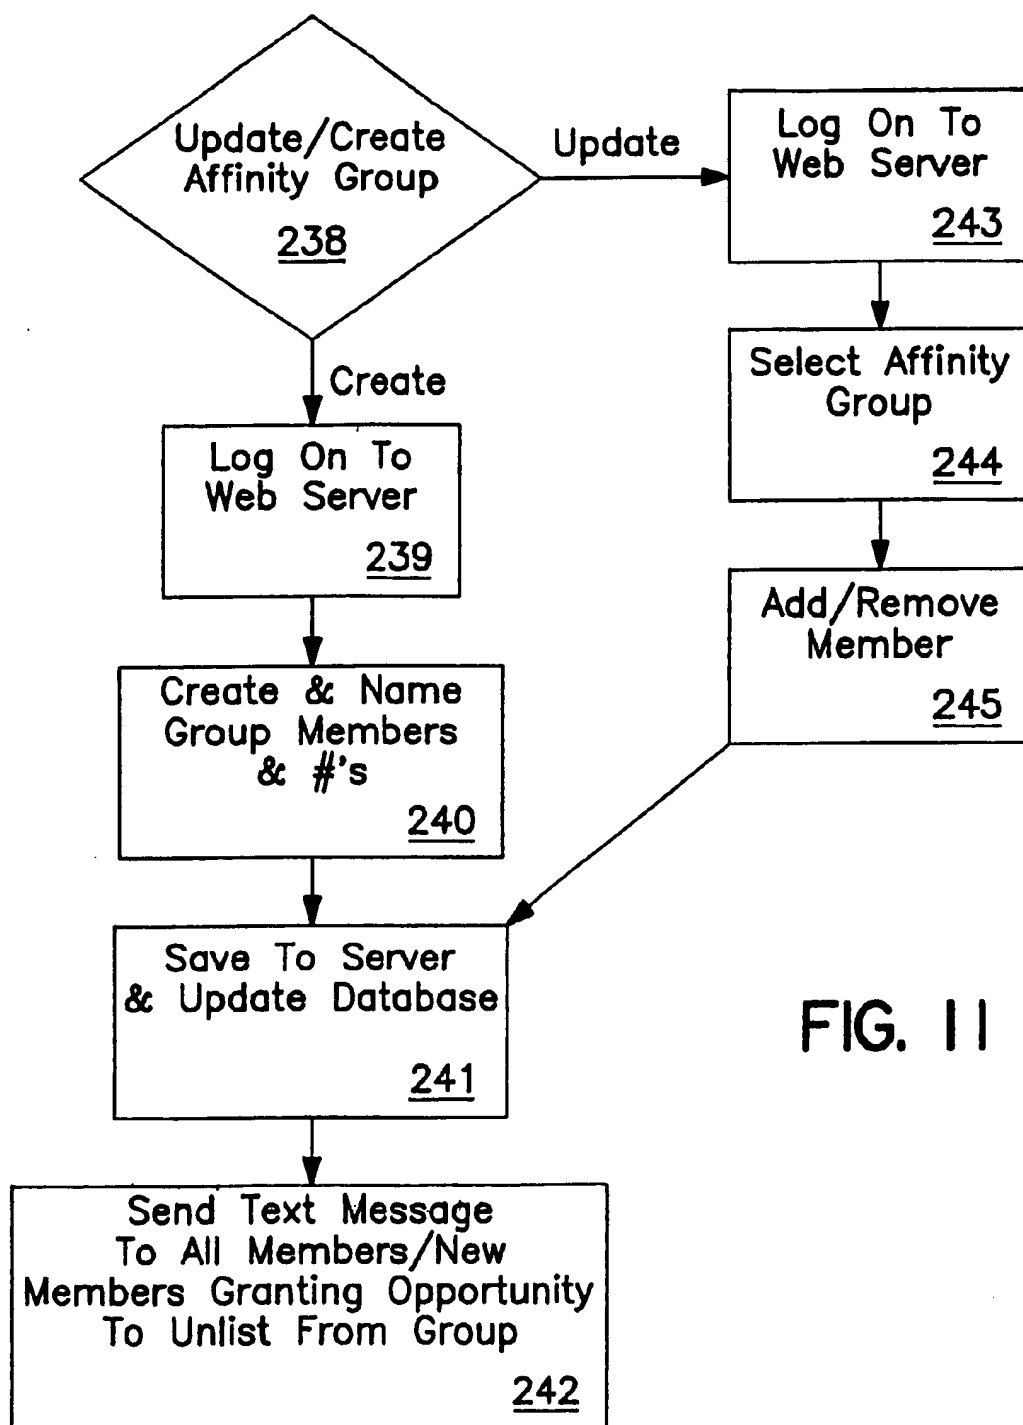 Update/Create
Affinity Group
238
Update
Log On To
Web Server
243
Create
Select Affinity
Group
244
Log On To
Web Server
239
Add/Remove
Member
245
Create & Name
Group Members
& #'s
240
Save To Server
& Update Database
241
FIG. 11
Send Text Message
To All Members/New
Members Granting Opportunity
To Unlist From Group
242